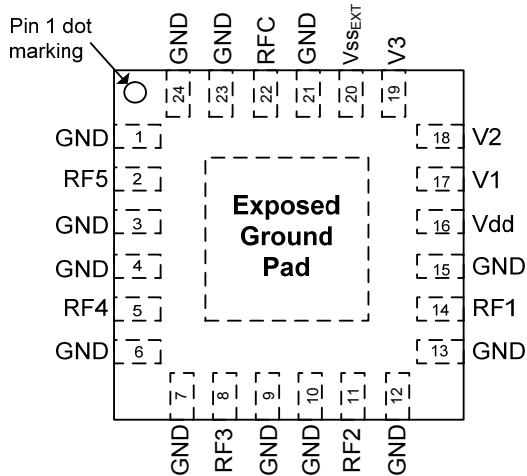 Pin 1 dot
marking
GND
GND
RFC
GND
VssEXT
V3
24
23
22
21
20
19
GND 1
RF5 2
GND 3
GND 4
RF4 5
GND 6
18 V2
17 V1
16 Vdd
15 GND
14 RF1
13 GND
Exposed
Ground
Pad
7
8
9
10
11
12
GND
RF3
GND
GND
RF2
GND